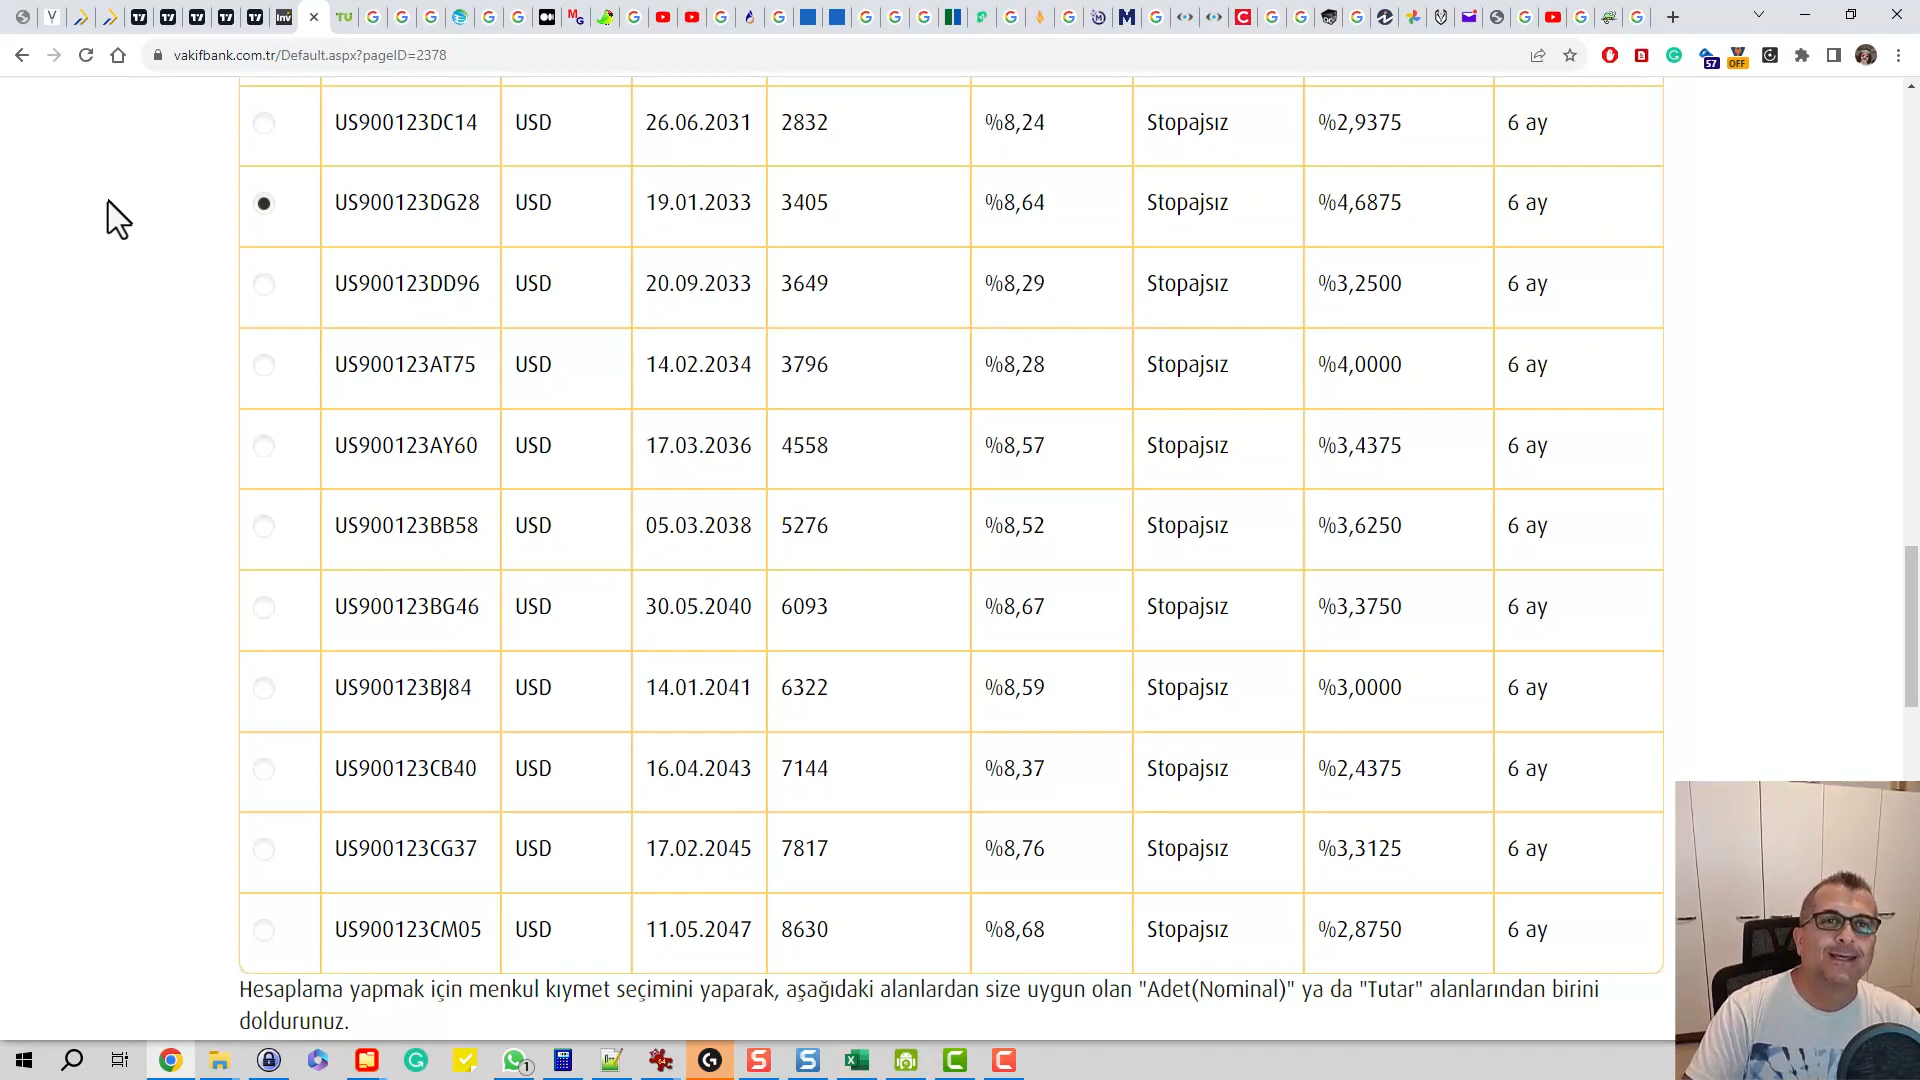 vakifbank.com.tr/Default.aspx?pageID=2378
57
OFF
US900123DC14 USD 26.06.2031 2832 %8,24 Stopajsız %2,9375 6 ay
US900123DG28 USD 19.01.2033 3405 %8,64 Stopajsız %4,6875 6 ay
US900123DD96 USD 20.09.2033 3649 %8,29 Stopajsız %3,2500 6 ay
US900123AT75 USD 14.02.2034 3796 %8,28 Stopajsız %4,0000 6 ay
US900123AY60 USD 17.03.2036 4558 %8,57 Stopajsız %3,4375 6 ay
US900123BB58 USD 05.03.2038 5276 %8,52 Stopajsız %3,6250 6 ay
US900123BG46 USD 30.05.2040 6093 %8,67 Stopajsız %3,3750 6 ay
US900123BJ84 USD 14.01.2041 6322 %8,59 Stopajsız %3,0000 6 ay
US900123CB40 USD 16.04.2043 7144 %8,37 Stopajsız %2,4375 6 ay
US900123CG37 USD 17.02.2045 7817 %8,76 Stopajsız %3,3125 6 ay
US900123CM05 USD 11.05.2047 8630 %8,68 Stopajsız %2,8750 6 ay
Hesaplama yapmak için menkul kıymet seçimini yaparak, aşağıdaki alanlardan size uygun olan "Adet(Nominal)" ya da "Tutar" alanlarından birini
doldurunuz.